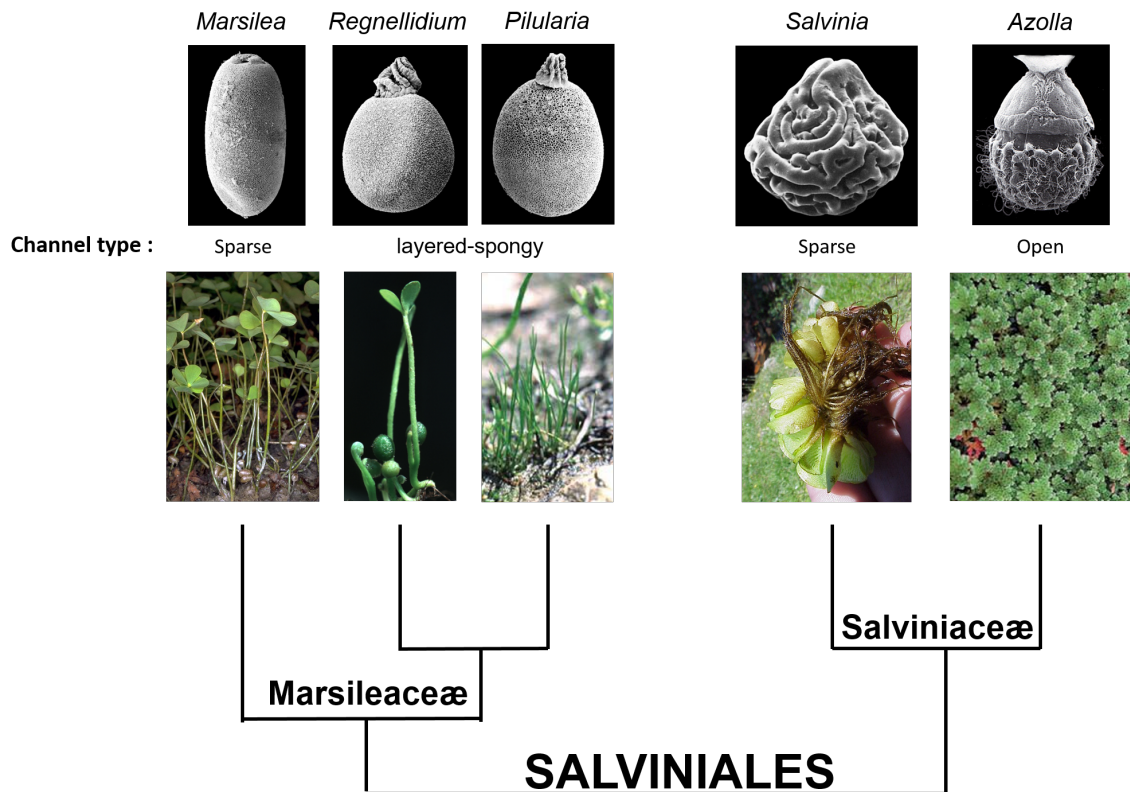 Marsilea Regnellidium Pilularia Salvinia Azolla
Channel type : Sparse layered-spongy Sparse Open
Salviniaceæ
Marsileaceæ
SALVINIALES